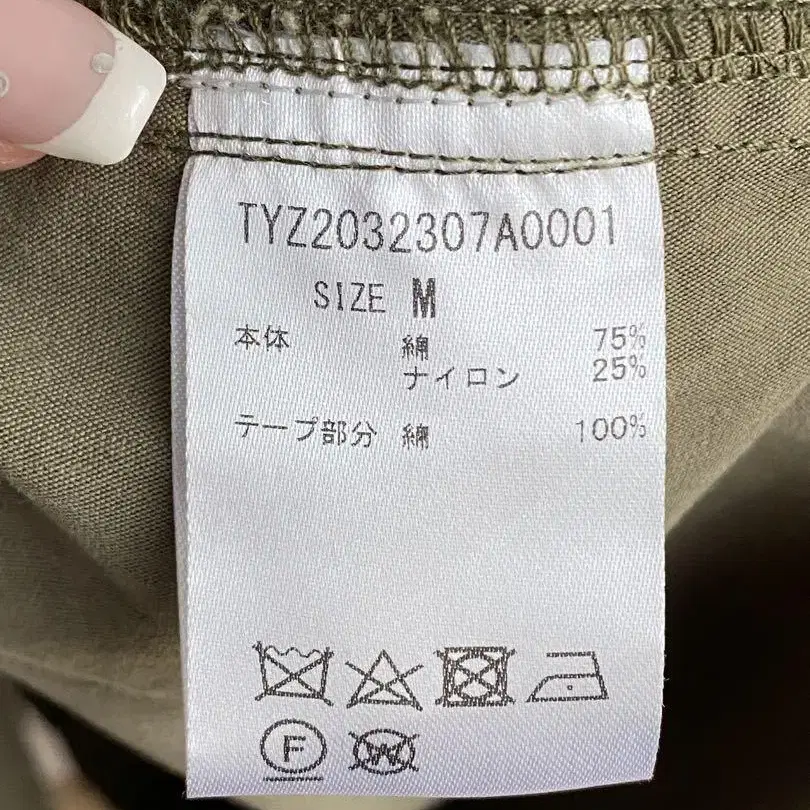 TYZ2032307A0001
SIZE M
本体 綿 75%
ナイロン 25%
テープ部分 綿 100%
F
W